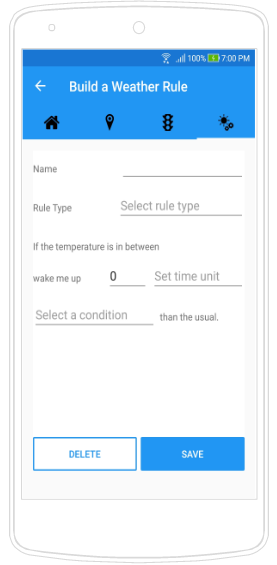 100% 7:00 PM
Build a Weather Rule
Name
Rule Type Select rule type
If the temperature is in between
wake me up 0 Set time unit
Select a condition than the usual.
DELETE SAVE